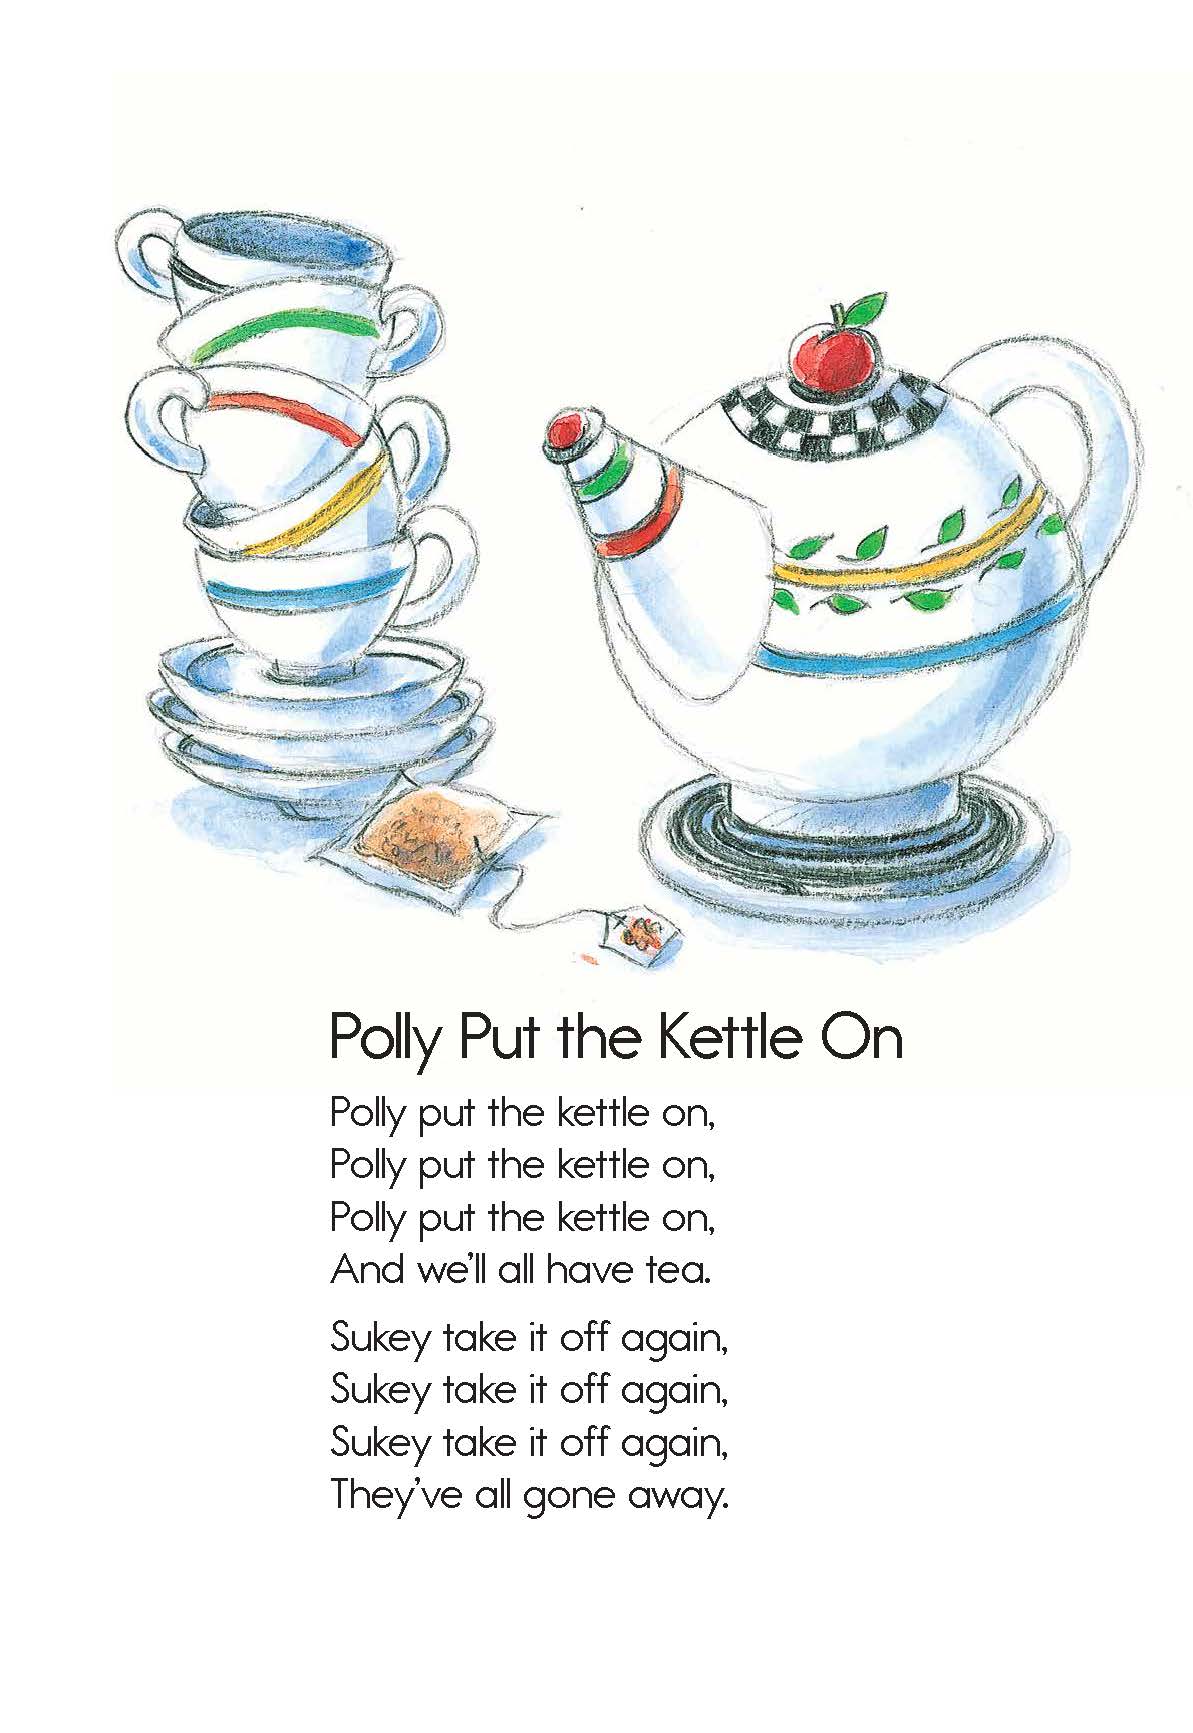 Polly Put the Kettle On
Polly put the kettle on,
Polly put the kettle on,
Polly put the kettle on,
And we’ll all have tea.
Sukey take it off again,
Sukey take it off again,
Sukey take it off again,
They’ve all gone away.